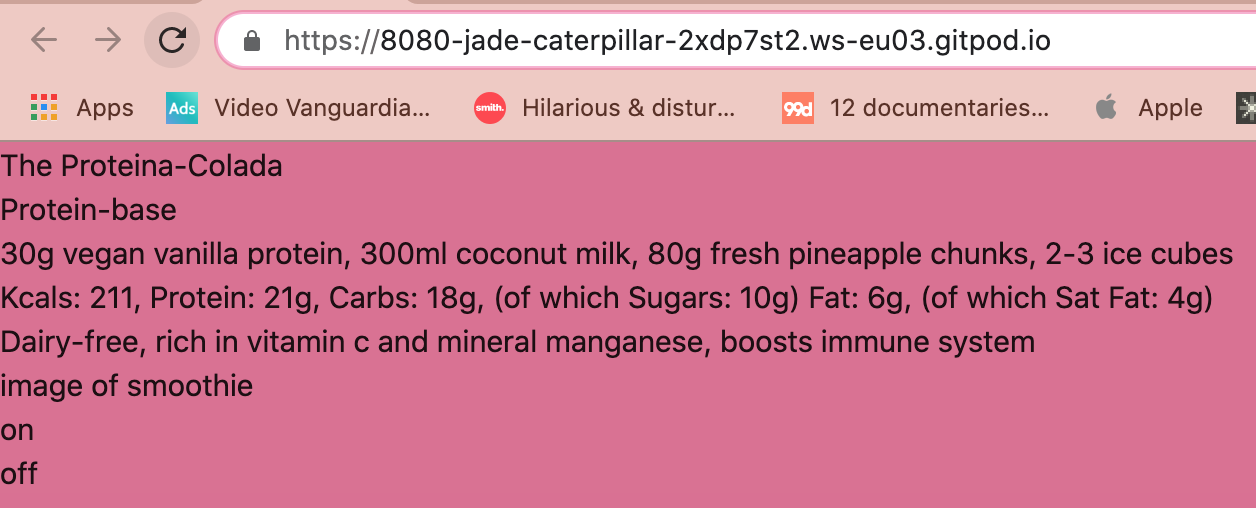 https://8080-jade-caterpillar-2xdp7st2.ws-eu03.gitpod.io
Apps Ads Video Vanguardia... smith. Hilarious & distur... 99d 12 documentaries... Apple
The Proteina-Colada
Protein-base
30g vegan vanilla protein, 300ml coconut milk, 80g fresh pineapple chunks, 2-3 ice cubes
Kcals: 211, Protein: 21g, Carbs: 18g, (of which Sugars: 10g) Fat: 6g, (of which Sat Fat: 4g)
Dairy-free, rich in vitamin c and mineral manganese, boosts immune system
image of smoothie
on
off